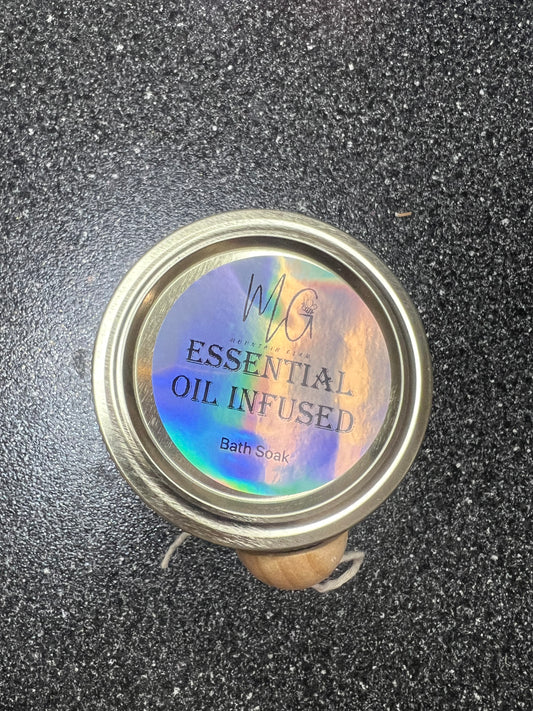 MG
ESSENTIAL
OIL INFUSED
Bath Soak